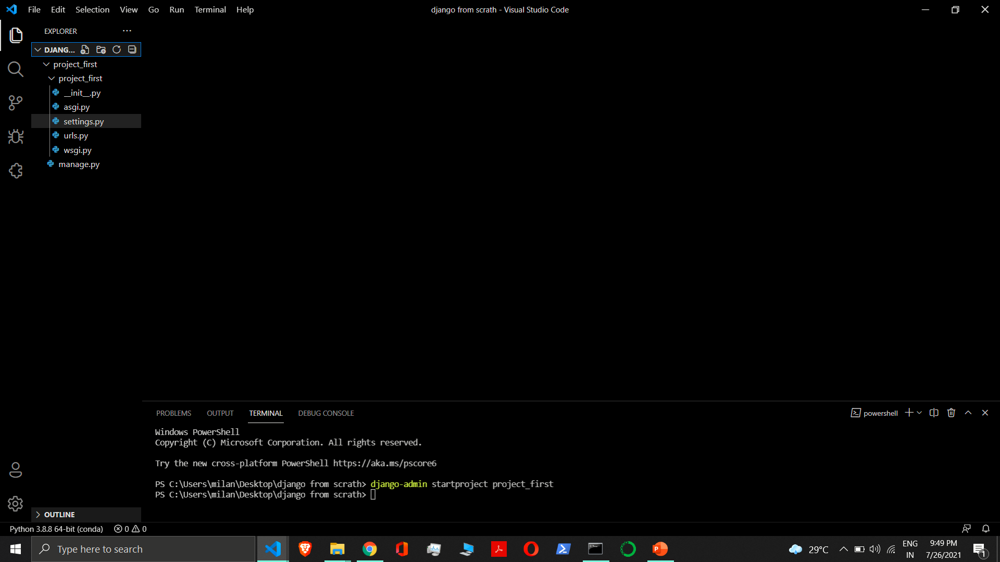 File Edit Selection View Go Run Terminal Help
django from scrath - Visual Studio Code
EXPLORER
DJANG...
project_first
project_first
__init__.py
asgi.py
settings.py
urls.py
wsgi.py
manage.py
OUTLINE
PROBLEMS OUTPUT TERMINAL DEBUG CONSOLE
powershell
Windows PowerShell
Copyright (C) Microsoft Corporation. All rights reserved.
Try the new cross-platform PowerShell https://aka.ms/pscore6
PS C:\Users\milan\Desktop\django from scrath> django-admin startproject project_first
PS C:\Users\milan\Desktop\django from scrath>
Python 3.8.8 64-bit (conda) 0 0
Type here to search
29°C
ENG
IN
9:49 PM
7/26/2021
1